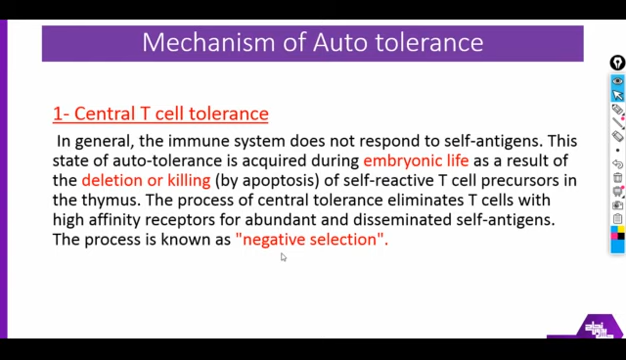 Mechanism of Auto tolerance
1- Central T cell tolerance
In general, the immune system does not respond to self-antigens. This
state of auto-tolerance is acquired during embryonic life as a result of
the deletion or killing (by apoptosis) of self-reactive T cell precursors in
the thymus. The process of central tolerance eliminates T cells with
high affinity receptors for abundant and disseminated self-antigens.
The process is known as "negative selection".